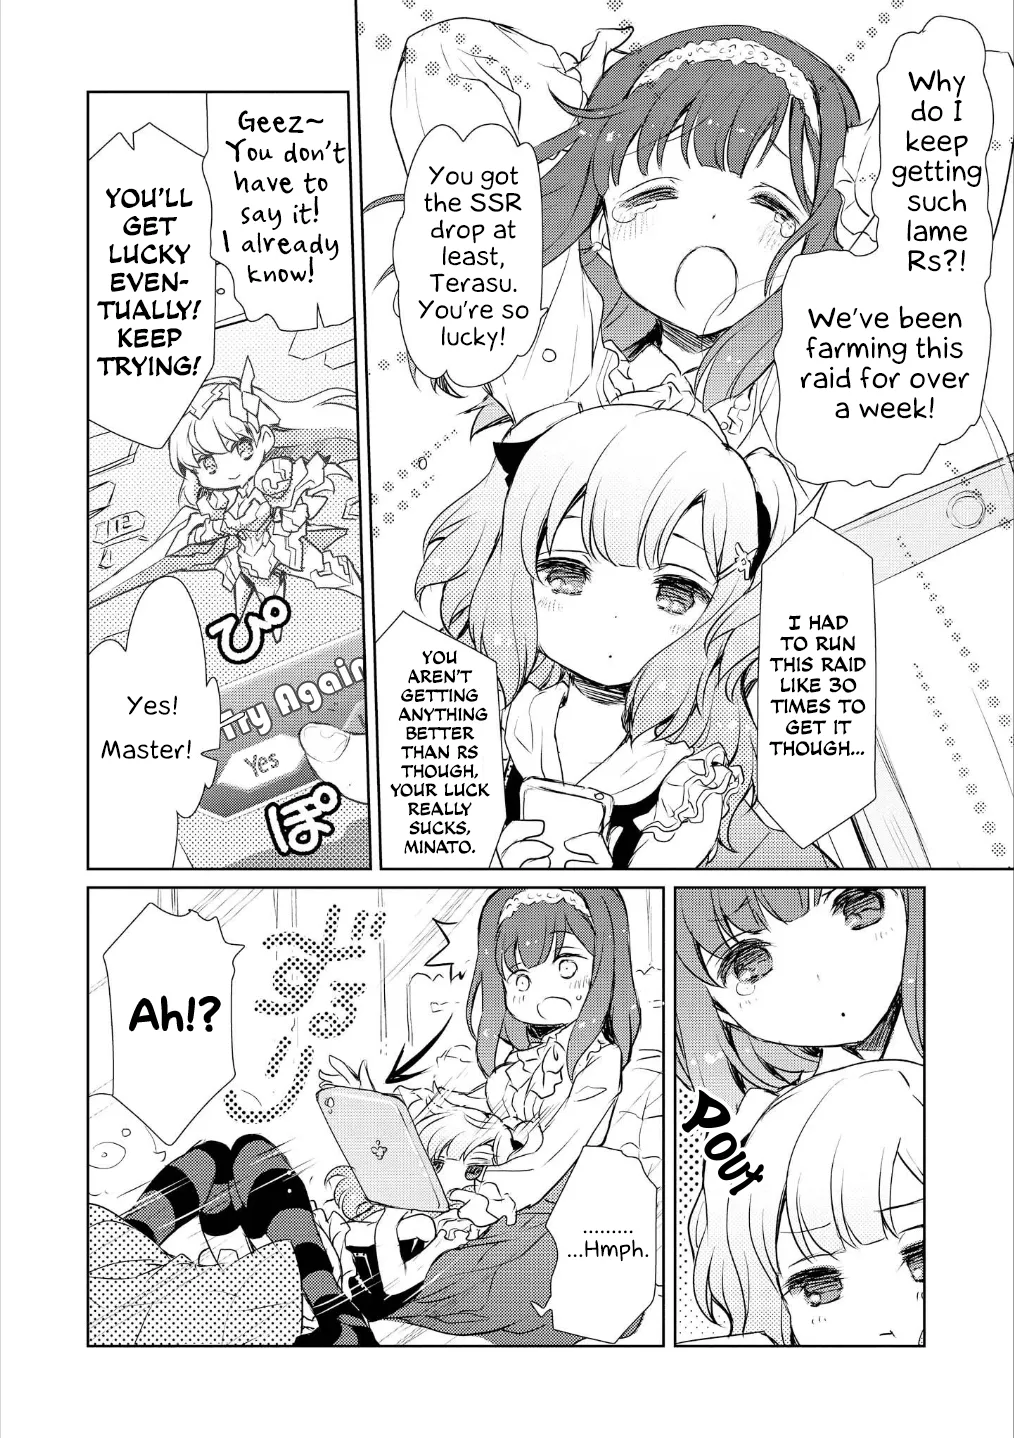 Why
do I
keep
getting
such
lame
Rs?!
We've been
farming this
raid for over
a week!
You got
the SSR
drop at
least,
Terasu.
You're so
lucky!
I HAD
TO RUN
THIS RAID
LIKE 30
TIMES TO
GET IT
THOUGH...
YOU
AREN'T
GETTING
ANYTHING
BETTER
THAN RS
THOUGH,
YOUR LUCK
REALLY
SUCKS,
MINATO.
Geez~
You don't
have to
say it!
I already
know!
YOU'LL
GET
LUCKY
EVEN-
TUALLY!
KEEP
TRYING!
112
ぴ
Try Again
Yes
ぽ
Yes!
Master!
POUT
..........
...Hmph.
ずるり
Ah!?